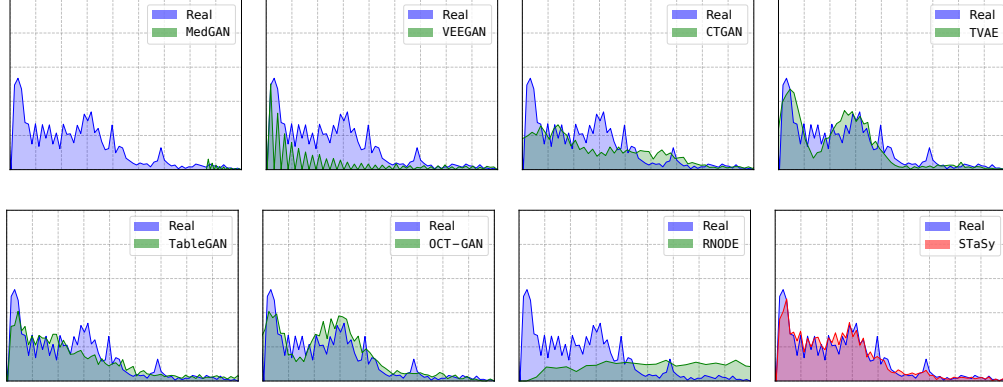 Real
MedGAN
Real
VEEGAN
Real
CTGAN
Real
TVAE
Real
TableGAN
Real
OCT-GAN
Real
RNODE
Real
STaSy